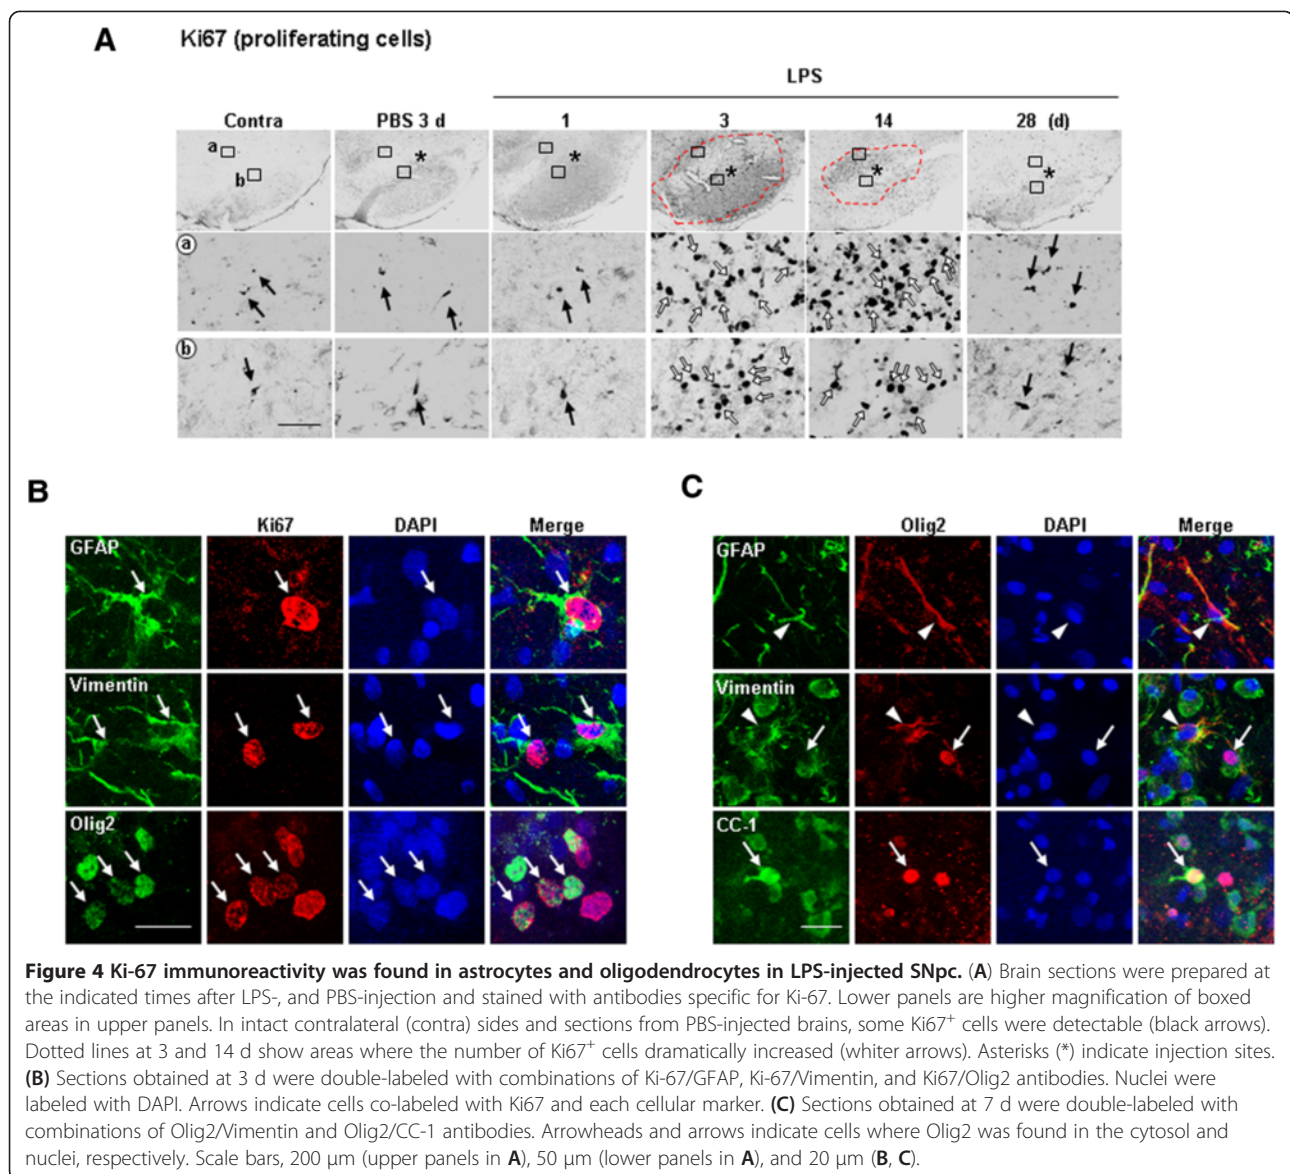 A Ki67 (proliferating cells)
LPS
Contra PBS 3 d 1 3 14 28 (d)
a
b
* * * * *
a
b
B
Ki67 DAPI Merge
GFAP
Vimentin
Olig2
C
Olig2 DAPI Merge
GFAP
Vimentin
CC-1
Figure 4 Ki-67 immunoreactivity was found in astrocytes and oligodendrocytes in LPS-injected SNpc. (A) Brain sections were prepared at
the indicated times after LPS-, and PBS-injection and stained with antibodies specific for Ki-67. Lower panels are higher magnification of boxed
areas in upper panels. In intact contralateral (contra) sides and sections from PBS-injected brains, some Ki67⁺ cells were detectable (black arrows).
Dotted lines at 3 and 14 d show areas where the number of Ki67⁺ cells dramatically increased (whiter arrows). Asterisks (*) indicate injection sites.
(B) Sections obtained at 3 d were double-labeled with combinations of Ki-67/GFAP, Ki-67/Vimentin, and Ki67/Olig2 antibodies. Nuclei were
labeled with DAPI. Arrows indicate cells co-labeled with Ki67 and each cellular marker. (C) Sections obtained at 7 d were double-labeled with
combinations of Olig2/Vimentin and Olig2/CC-1 antibodies. Arrowheads and arrows indicate cells where Olig2 was found in the cytosol and
nuclei, respectively. Scale bars, 200 μm (upper panels in A), 50 μm (lower panels in A), and 20 μm (B, C).